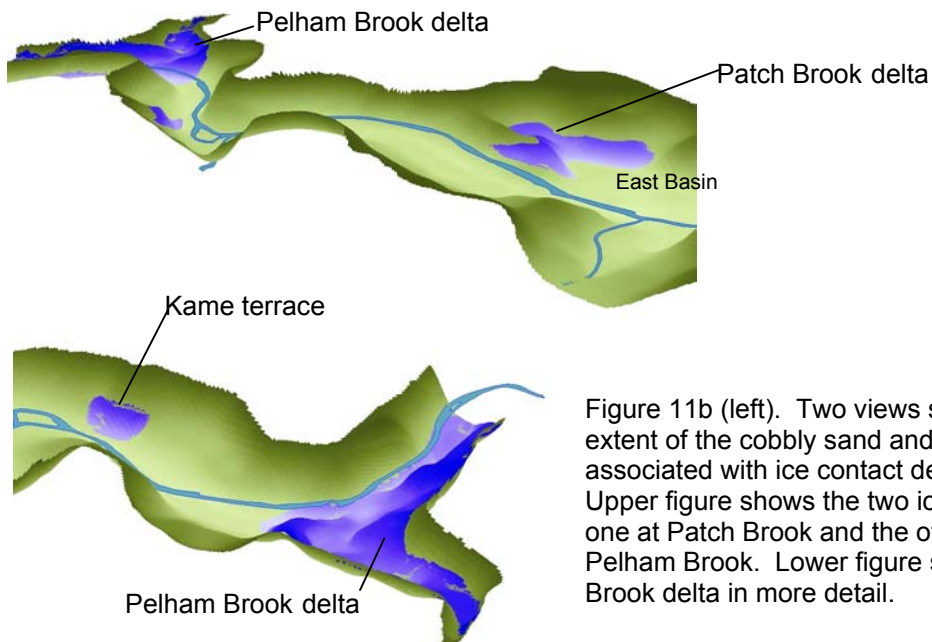 Pelham Brook delta
Patch Brook delta
East Basin
Kame terrace
Pelham Brook delta
Figure 11b (left). Two views s
extent of the cobbly sand and
associated with ice contact de
Upper figure shows the two ic
one at Patch Brook and the of
Pelham Brook. Lower figure s
Brook delta in more detail.